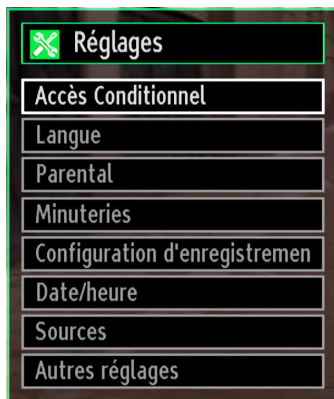 Réglages
Accès Conditionnel
Langue
Parental
Minuteries
Configuration d'enregistremen
Date/heure
Sources
Autres réglages